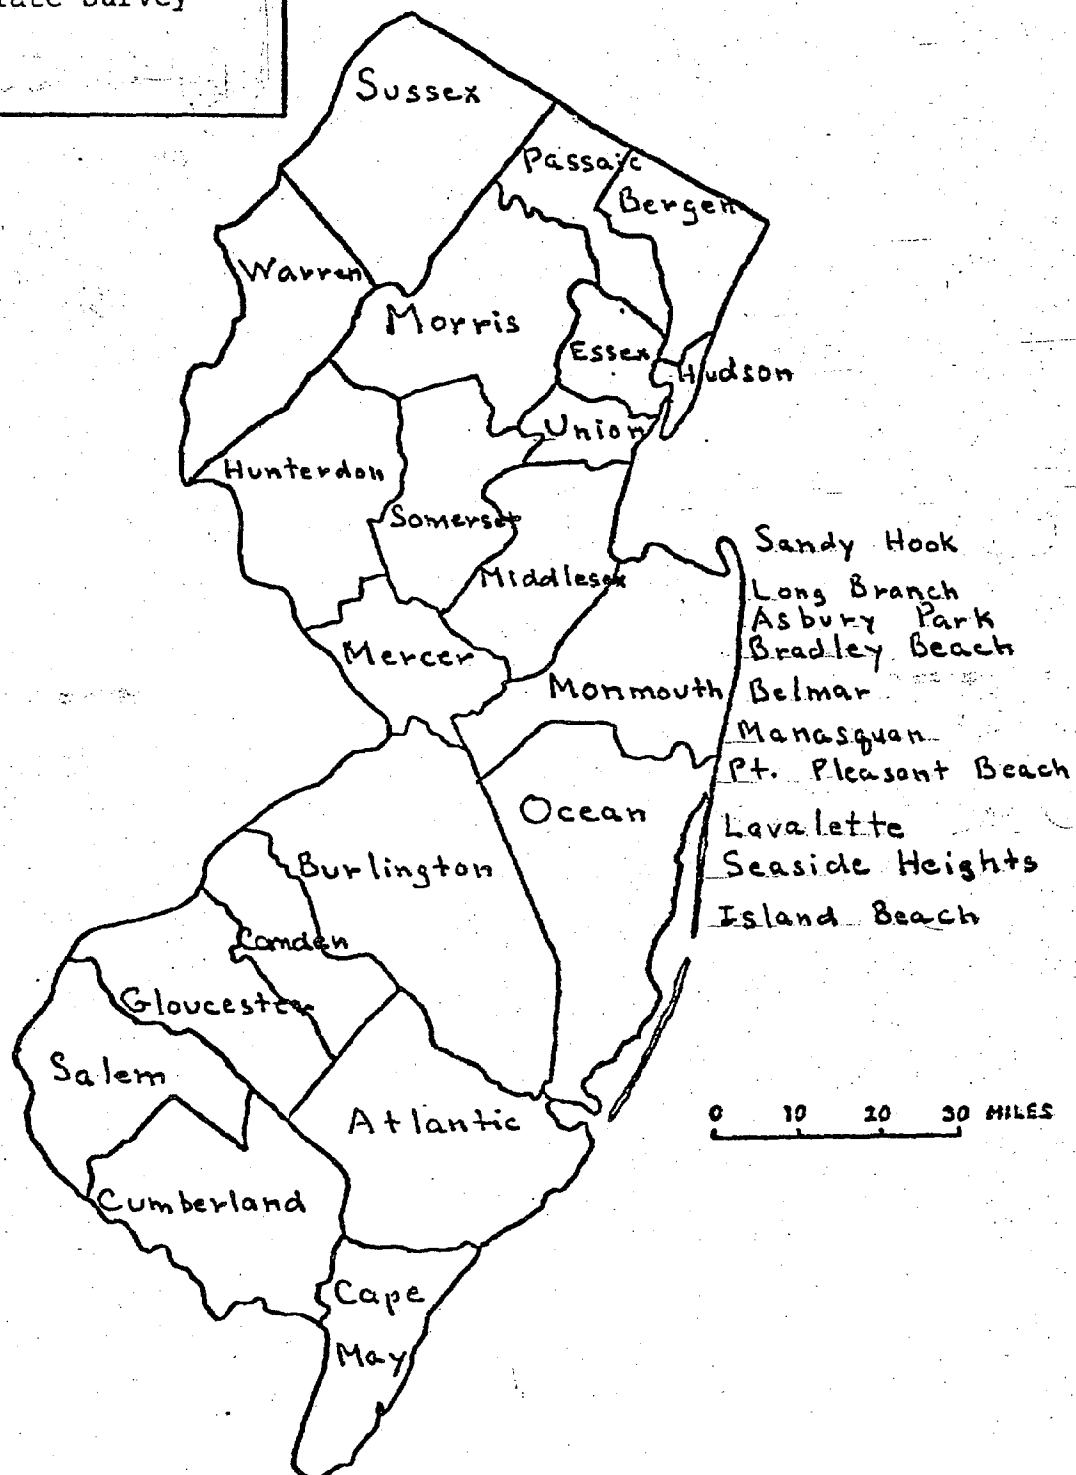 Survey
Sussex
Passaic
Bergen
Warren
Morris
Essex
Hudson
Union
Hunterdon
Somerset
Sandy Hook
Middlesex
Long Branch
Asbury Park
Bradley Beach
Mercer
Monmouth
Belmar
Manasquan
Pt. Pleasant Beach
Ocean
Lavalette
Burlington
Seaside Heights
Island Beach
Camden
Gloucester
Salem
Atlantic
0 10 20 30 MILES
Cumberland
Cape
May